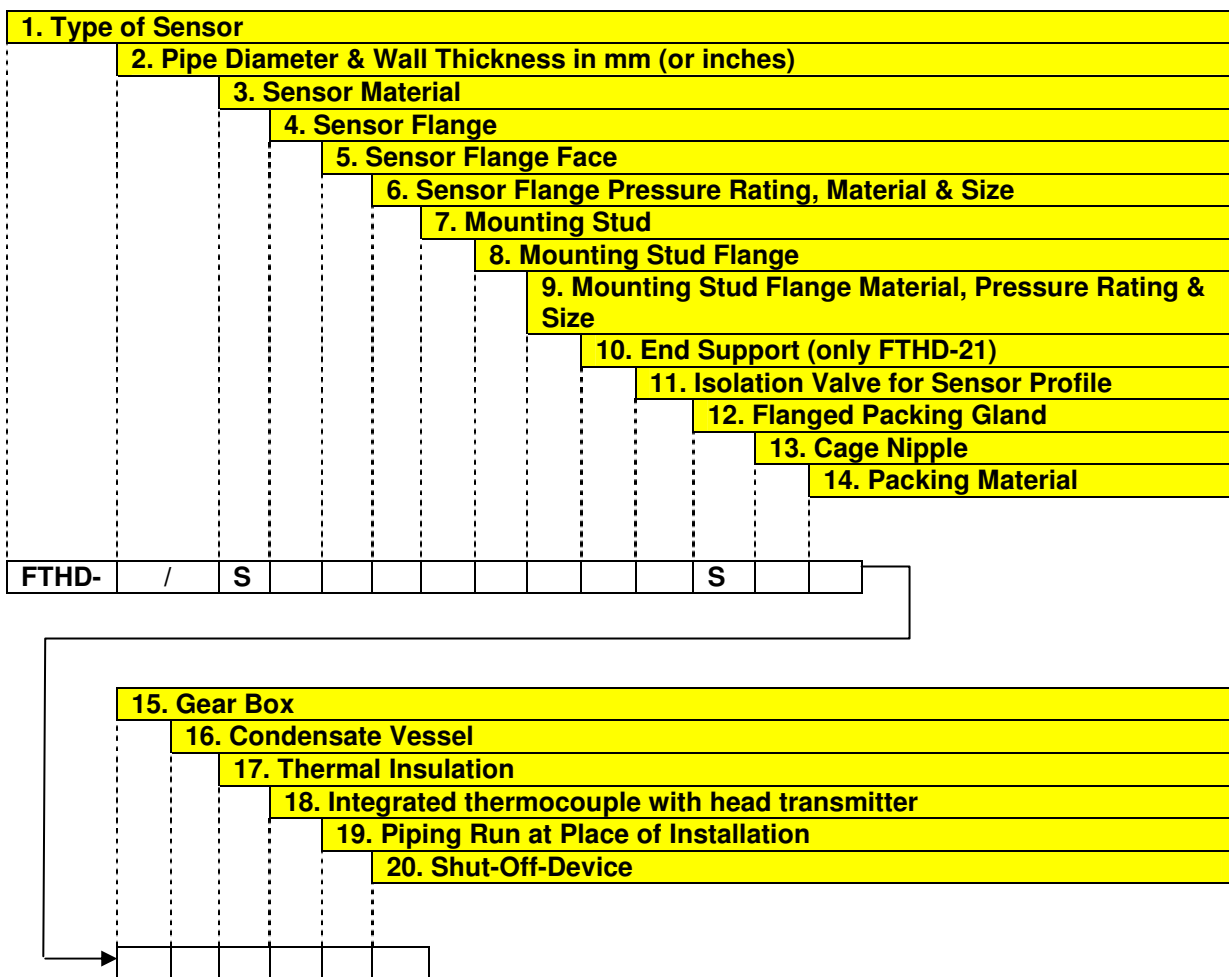 1. Type of Sensor
2. Pipe Diameter & Wall Thickness in mm (or inches)
3. Sensor Material
4. Sensor Flange
5. Sensor Flange Face
6. Sensor Flange Pressure Rating, Material & Size
7. Mounting Stud
8. Mounting Stud Flange
9. Mounting Stud Flange Material, Pressure Rating &
Size
10. End Support (only FTHD-21)
11. Isolation Valve for Sensor Profile
12. Flanged Packing Gland
13. Cage Nipple
14. Packing Material
FTHD- / S S
15. Gear Box
16. Condensate Vessel
17. Thermal Insulation
18. Integrated thermocouple with head transmitter
19. Piping Run at Place of Installation
20. Shut-Off-Device